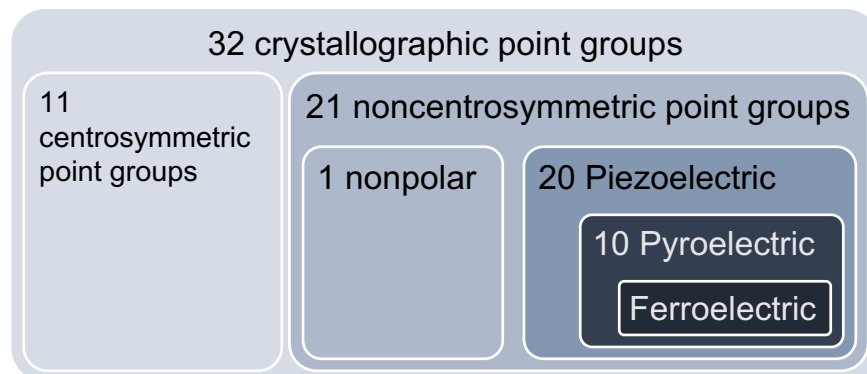 32 crystallographic point groups
11
centrosymmetric
point groups
21 noncentrosymmetric point groups
1 nonpolar
20 Piezoelectric
10 Pyroelectric
Ferroelectric